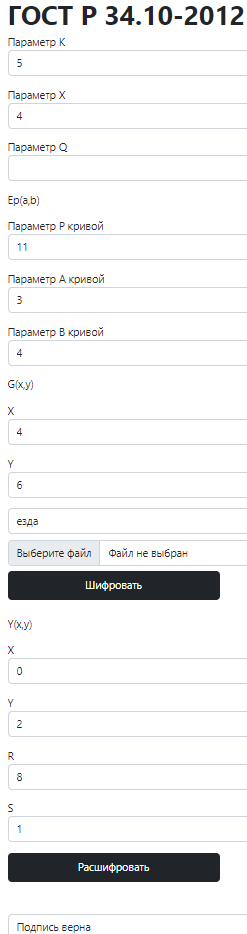 ГОСТ Р 34.10-2012
Параметр K
5
Параметр X
4
Параметр Q
Ep(a,b)
Параметр P кривой
11
Параметр A кривой
3
Параметр B кривой
4
G(x,y)
X
4
Y
6
езда
Выберите файл Файл не выбран
Шифровать
Y(x,y)
X
0
Y
2
R
8
S
1
Расшифровать
Подпись верна